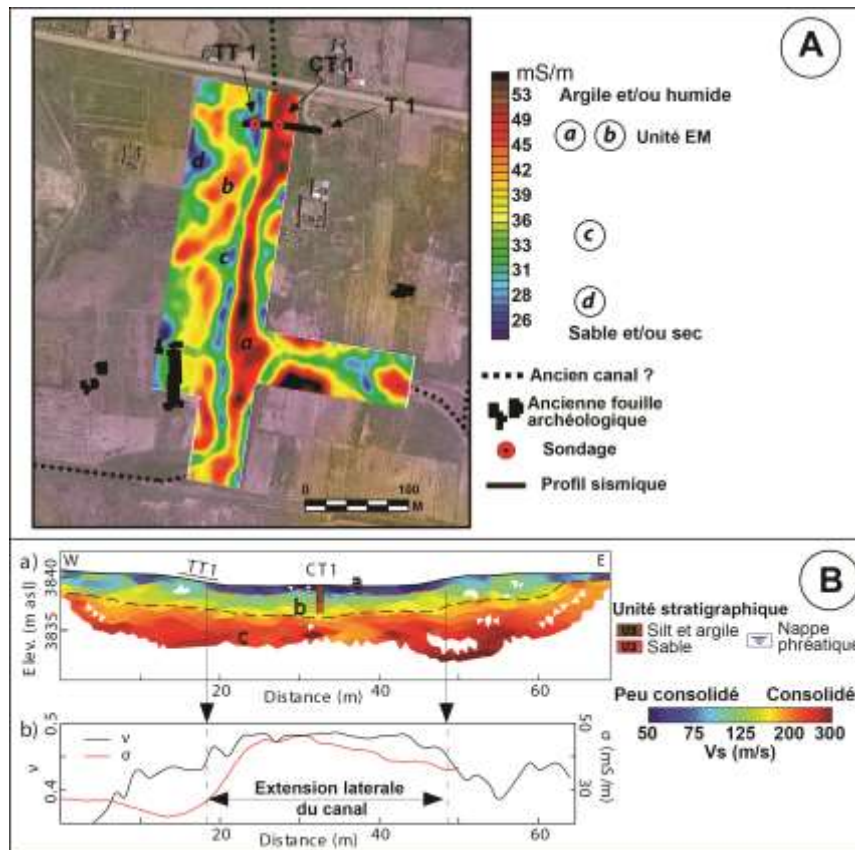 A
TT 1
CT 1
T 1
d
b
c
a
0 100
M
mS/m
53
49
45
42
39
36
33
31
28
26
Argile et/ou humide
a b Unité EM
c
d
Sable et/ou sec
Ancien canal ?
Ancienne fouille
archéologique
Sondage
Profil sismique
B
a)
W
TT1
CT1
E
a
b
c
3840
3835
Elev. (m asl)
20 40 60
Distance (m)
Unité stratigraphique
Silt et argile
Sable
Nappe
phréatique
Peu consolidé Consolidé
50 75 125 200 300
Vs (m/s)
b)
ν
σ
0.5
0.4
ν
50
30
σ (mS/m)
Extension laterale
du canal
20 40 60
Distance (m)